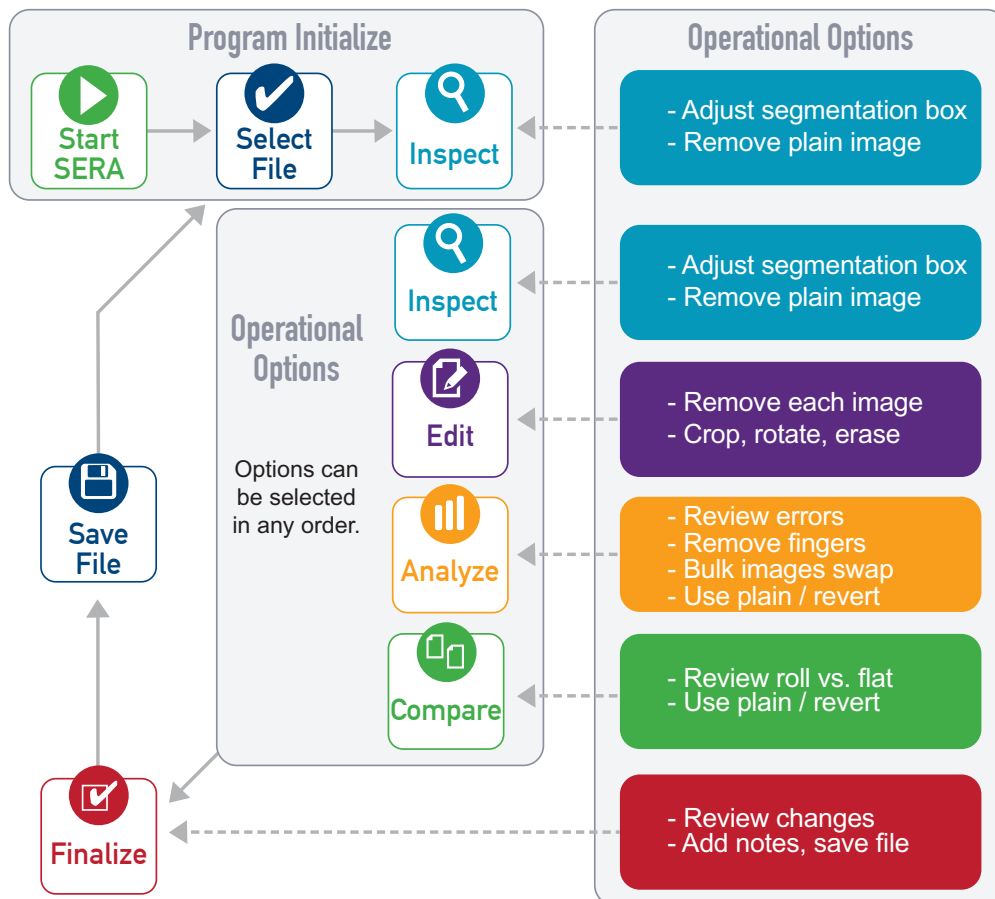 Program Initialize
Start
SERA
Select
File
Inspect
Operational Options
- Adjust segmentation box
- Remove plain image
Operational
Options
Options can
be selected
in any order.
Inspect
- Adjust segmentation box
- Remove plain image
Edit
- Remove each image
- Crop, rotate, erase
Analyze
- Review errors
- Remove fingers
- Bulk images swap
- Use plain / revert
Compare
- Review roll vs. flat
- Use plain / revert
Save
File
Finalize
- Review changes
- Add notes, save file